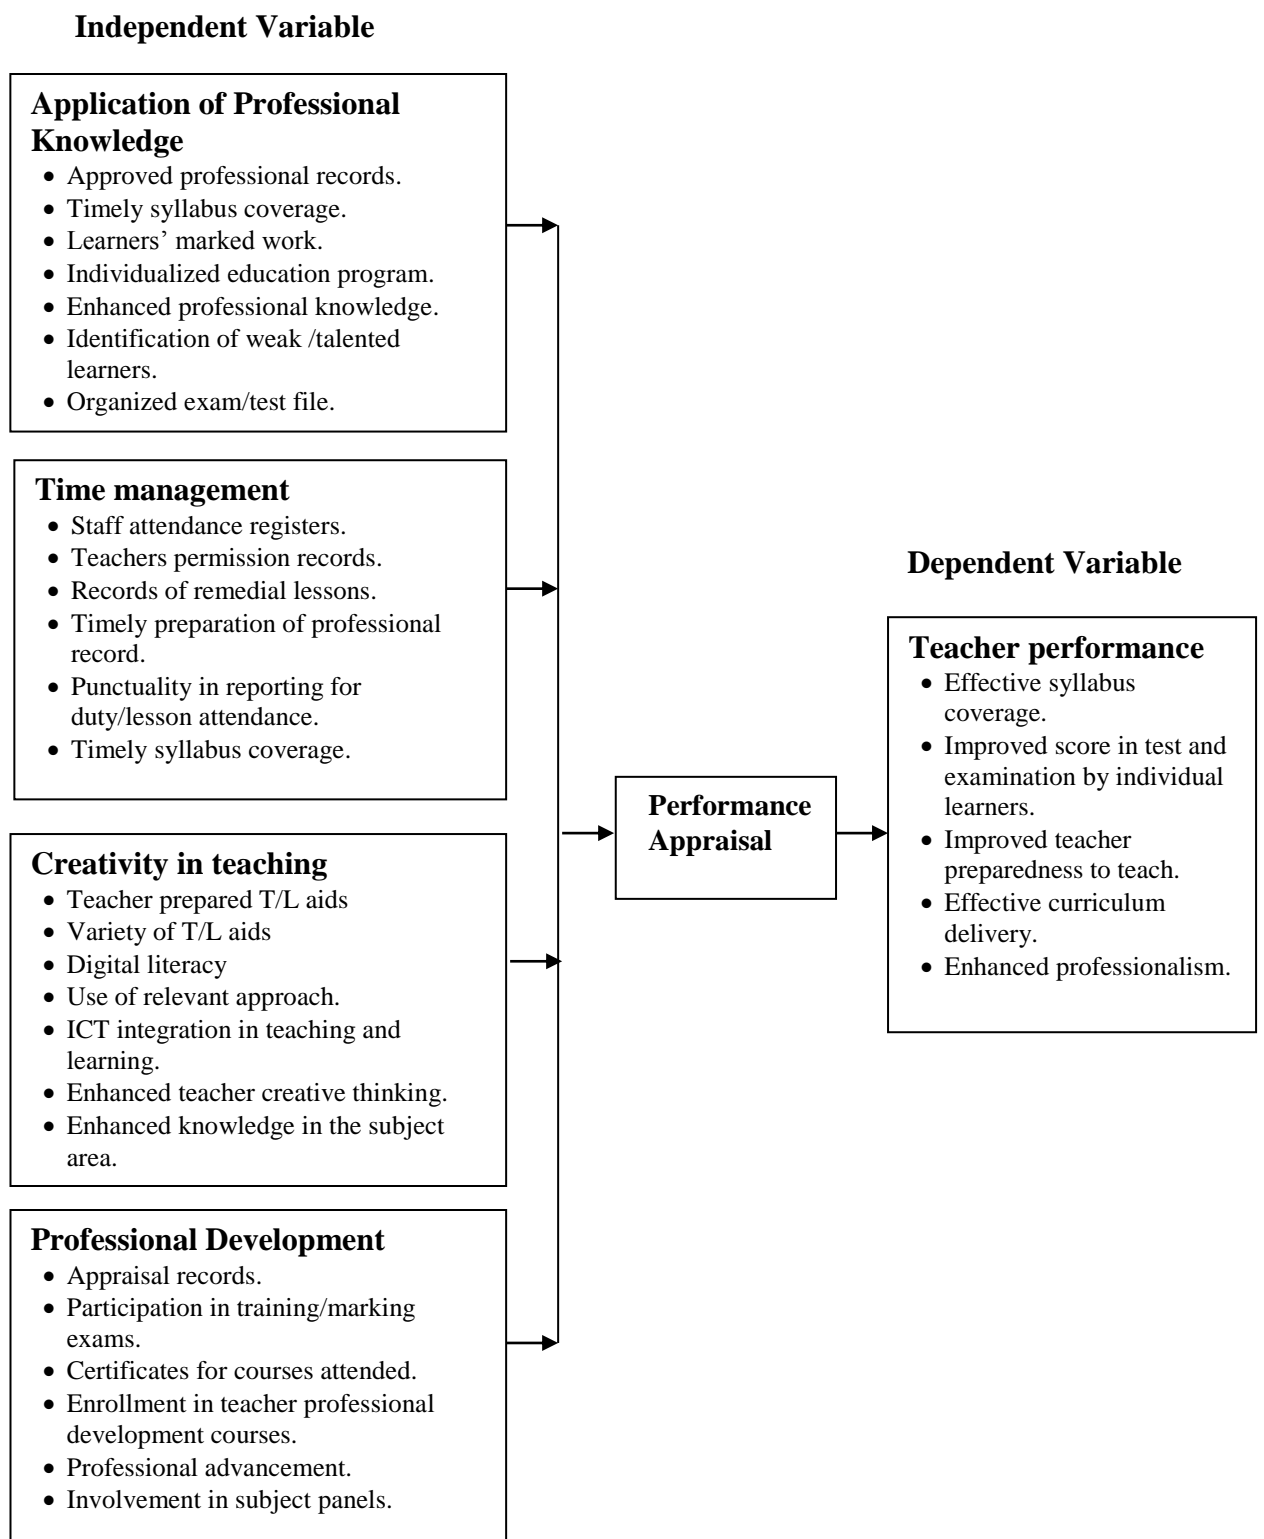 Independent Variable
Application of Professional
Knowledge
• Approved professional records.
• Timely syllabus coverage.
• Learners’ marked work.
• Individualized education program.
• Enhanced professional knowledge.
• Identification of weak /talented
learners.
• Organized exam/test file.
Time management
• Staff attendance registers.
• Teachers permission records.
• Records of remedial lessons.
• Timely preparation of professional
record.
• Punctuality in reporting for
duty/lesson attendance.
• Timely syllabus coverage.
Creativity in teaching
• Teacher prepared T/L aids
• Variety of T/L aids
• Digital literacy
• Use of relevant approach.
• ICT integration in teaching and
learning.
• Enhanced teacher creative thinking.
• Enhanced knowledge in the subject
area.
Professional Development
• Appraisal records.
• Participation in training/marking
exams.
• Certificates for courses attended.
• Enrollment in teacher professional
development courses.
• Professional advancement.
• Involvement in subject panels.
Performance
Appraisal
Dependent Variable
Teacher performance
• Effective syllabus
coverage.
• Improved score in test and
examination by individual
learners.
• Improved teacher
preparedness to teach.
• Effective curriculum
delivery.
• Enhanced professionalism.